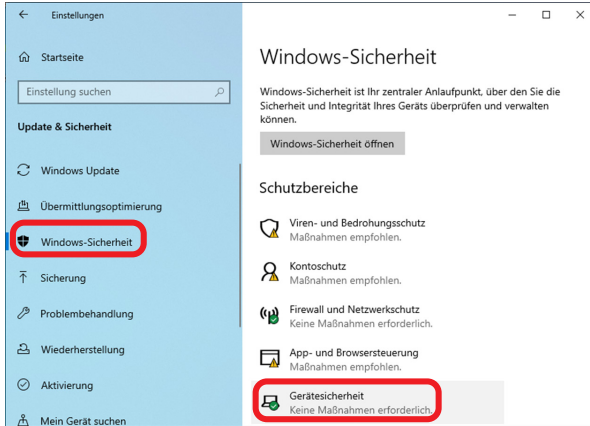 Einstellungen
Startseite
Einstellung suchen
Update & Sicherheit
Windows Update
Übermittlungsoptimierung
Windows-Sicherheit
Sicherung
Problembehandlung
Wiederherstellung
Aktivierung
Mein Gerät suchen
Windows-Sicherheit
Windows-Sicherheit ist Ihr zentraler Anlaufpunkt, über den Sie die
Sicherheit und Integrität Ihres Geräts überprüfen und verwalten
können.
Windows-Sicherheit öffnen
Schutzbereiche
Viren- und Bedrohungsschutz
Maßnahmen empfohlen.
Kontoschutz
Maßnahmen empfohlen.
Firewall und Netzwerkschutz
Keine Maßnahmen erforderlich.
App- und Browsersteuerung
Maßnahmen empfohlen.
Gerätesicherheit
Keine Maßnahmen erforderlich.